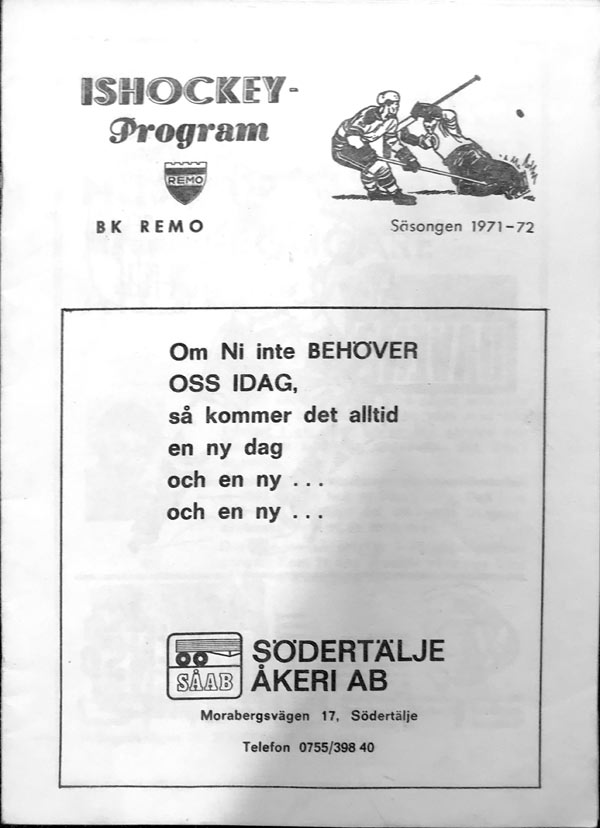 ISHOCKEY-
Program
REMO
BK REMO
Säsongen 1971-72
Om Ni inte BEHÖVER
OSS IDAG,
så kommer det alltid
en ny dag
och en ny ...
och en ny ...
SÅAB
SÖDERTÄLJE
ÅKERI AB
Morabergsvägen 17, Södertälje
Telefon 0755/398 40